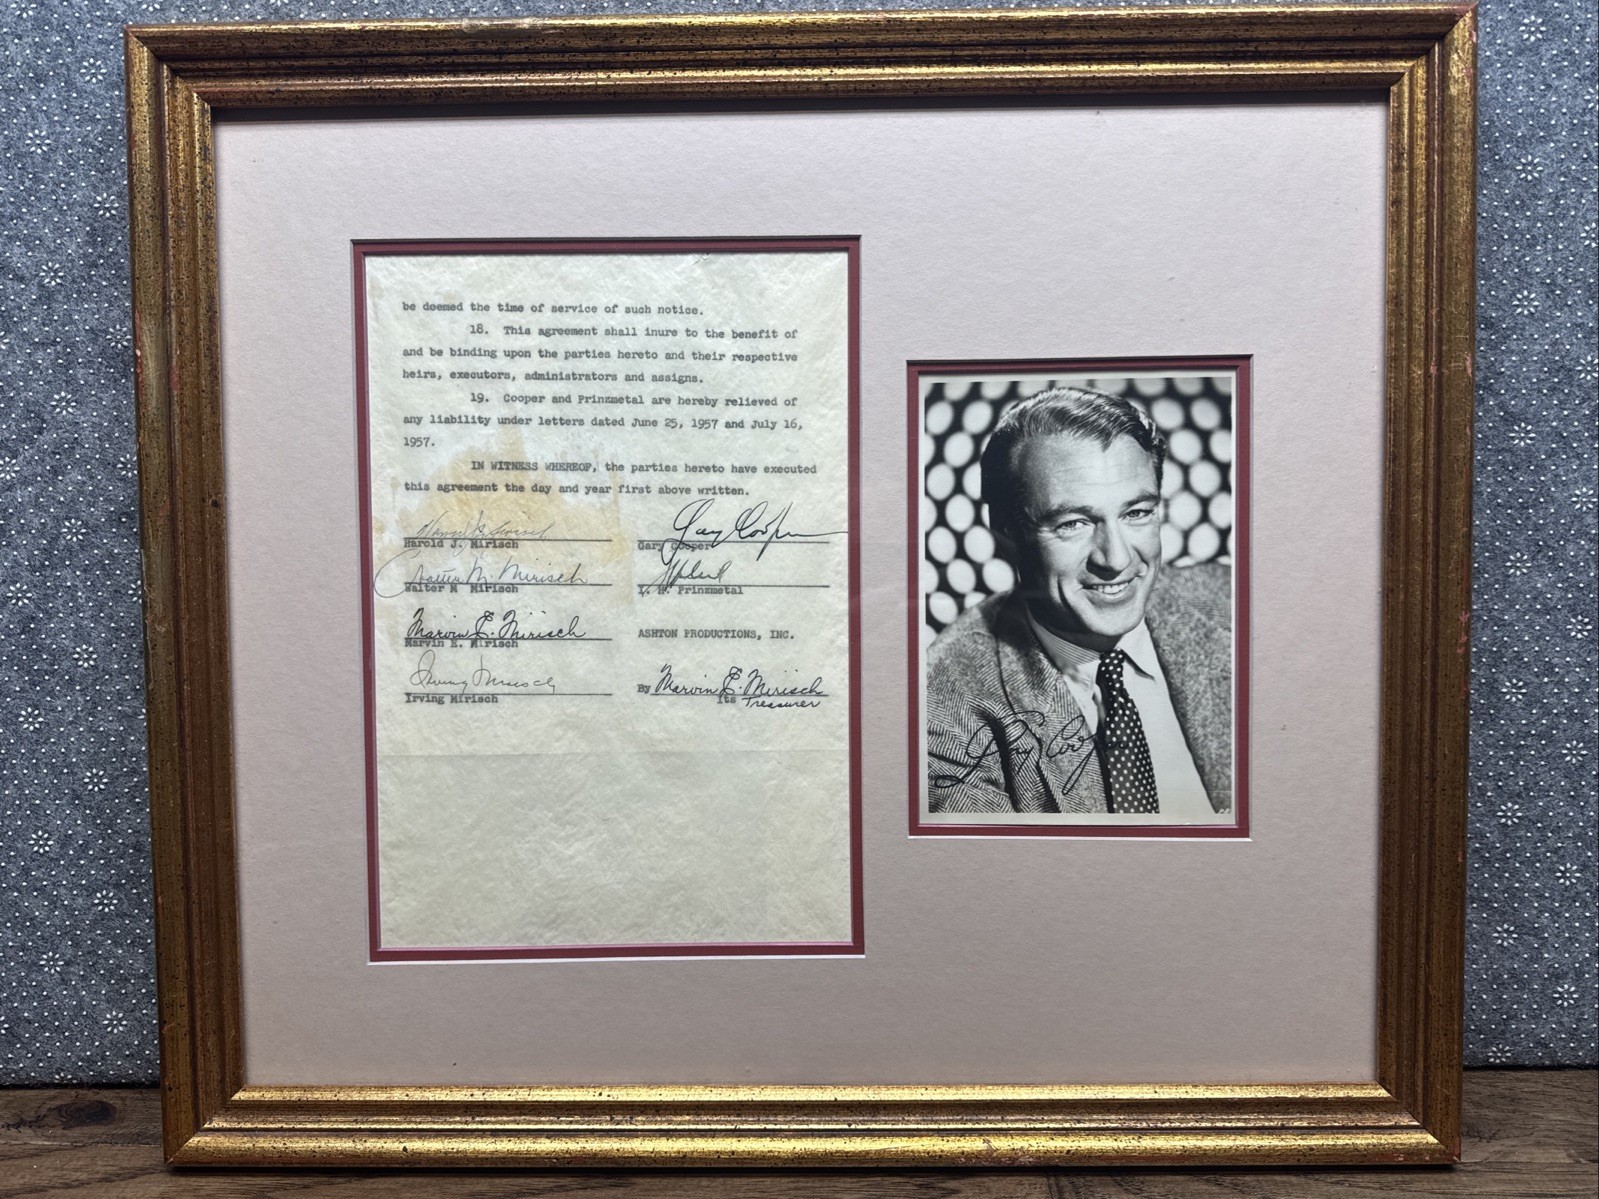 be deemed the time of service of such notice.
18. This agreement shall inure to the benefit of
and be binding upon the parties hereto and their respective
heirs, executors, administrators and assigns.
19. Cooper and Prinzmetal are hereby relieved of
any liability under letters dated June 25, 1957 and July 16,
1957.
IN WITNESS WHEREOF, the parties hereto have executed
this agreement the day and year first above written.
Harold J. Mirisch
Harold J. Mirisch
Gary Cooper
Gary Cooper
Walter M. Mirisch
Walter M Mirisch
I. H. Prinzmetal
Marvin E. Mirisch
Marvin E. Mirisch
ASHTON PRODUCTIONS, INC.
Irving Mirisch
Irving Mirisch
By Marvin E. Mirisch
Its Treasurer
Gary Cooper